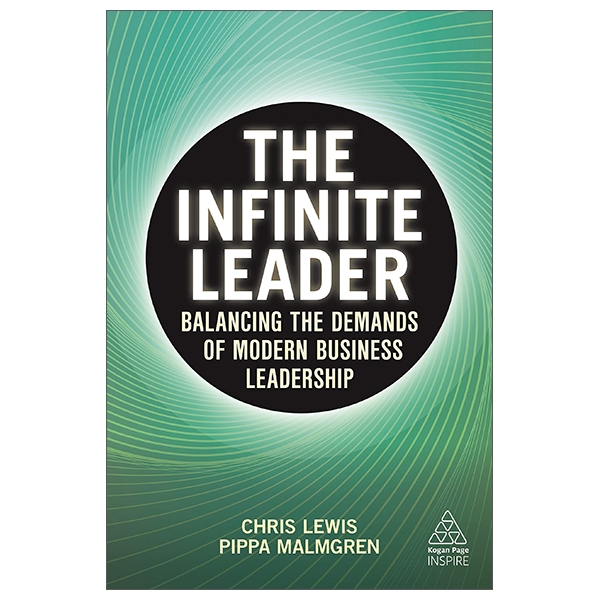 THE
INFINITE
LEADER
BALANCING THE DEMANDS
OF MODERN BUSINESS
LEADERSHIP
CHRIS LEWIS
PIPPA MALMGREN
Kogan Page
INSPIRE